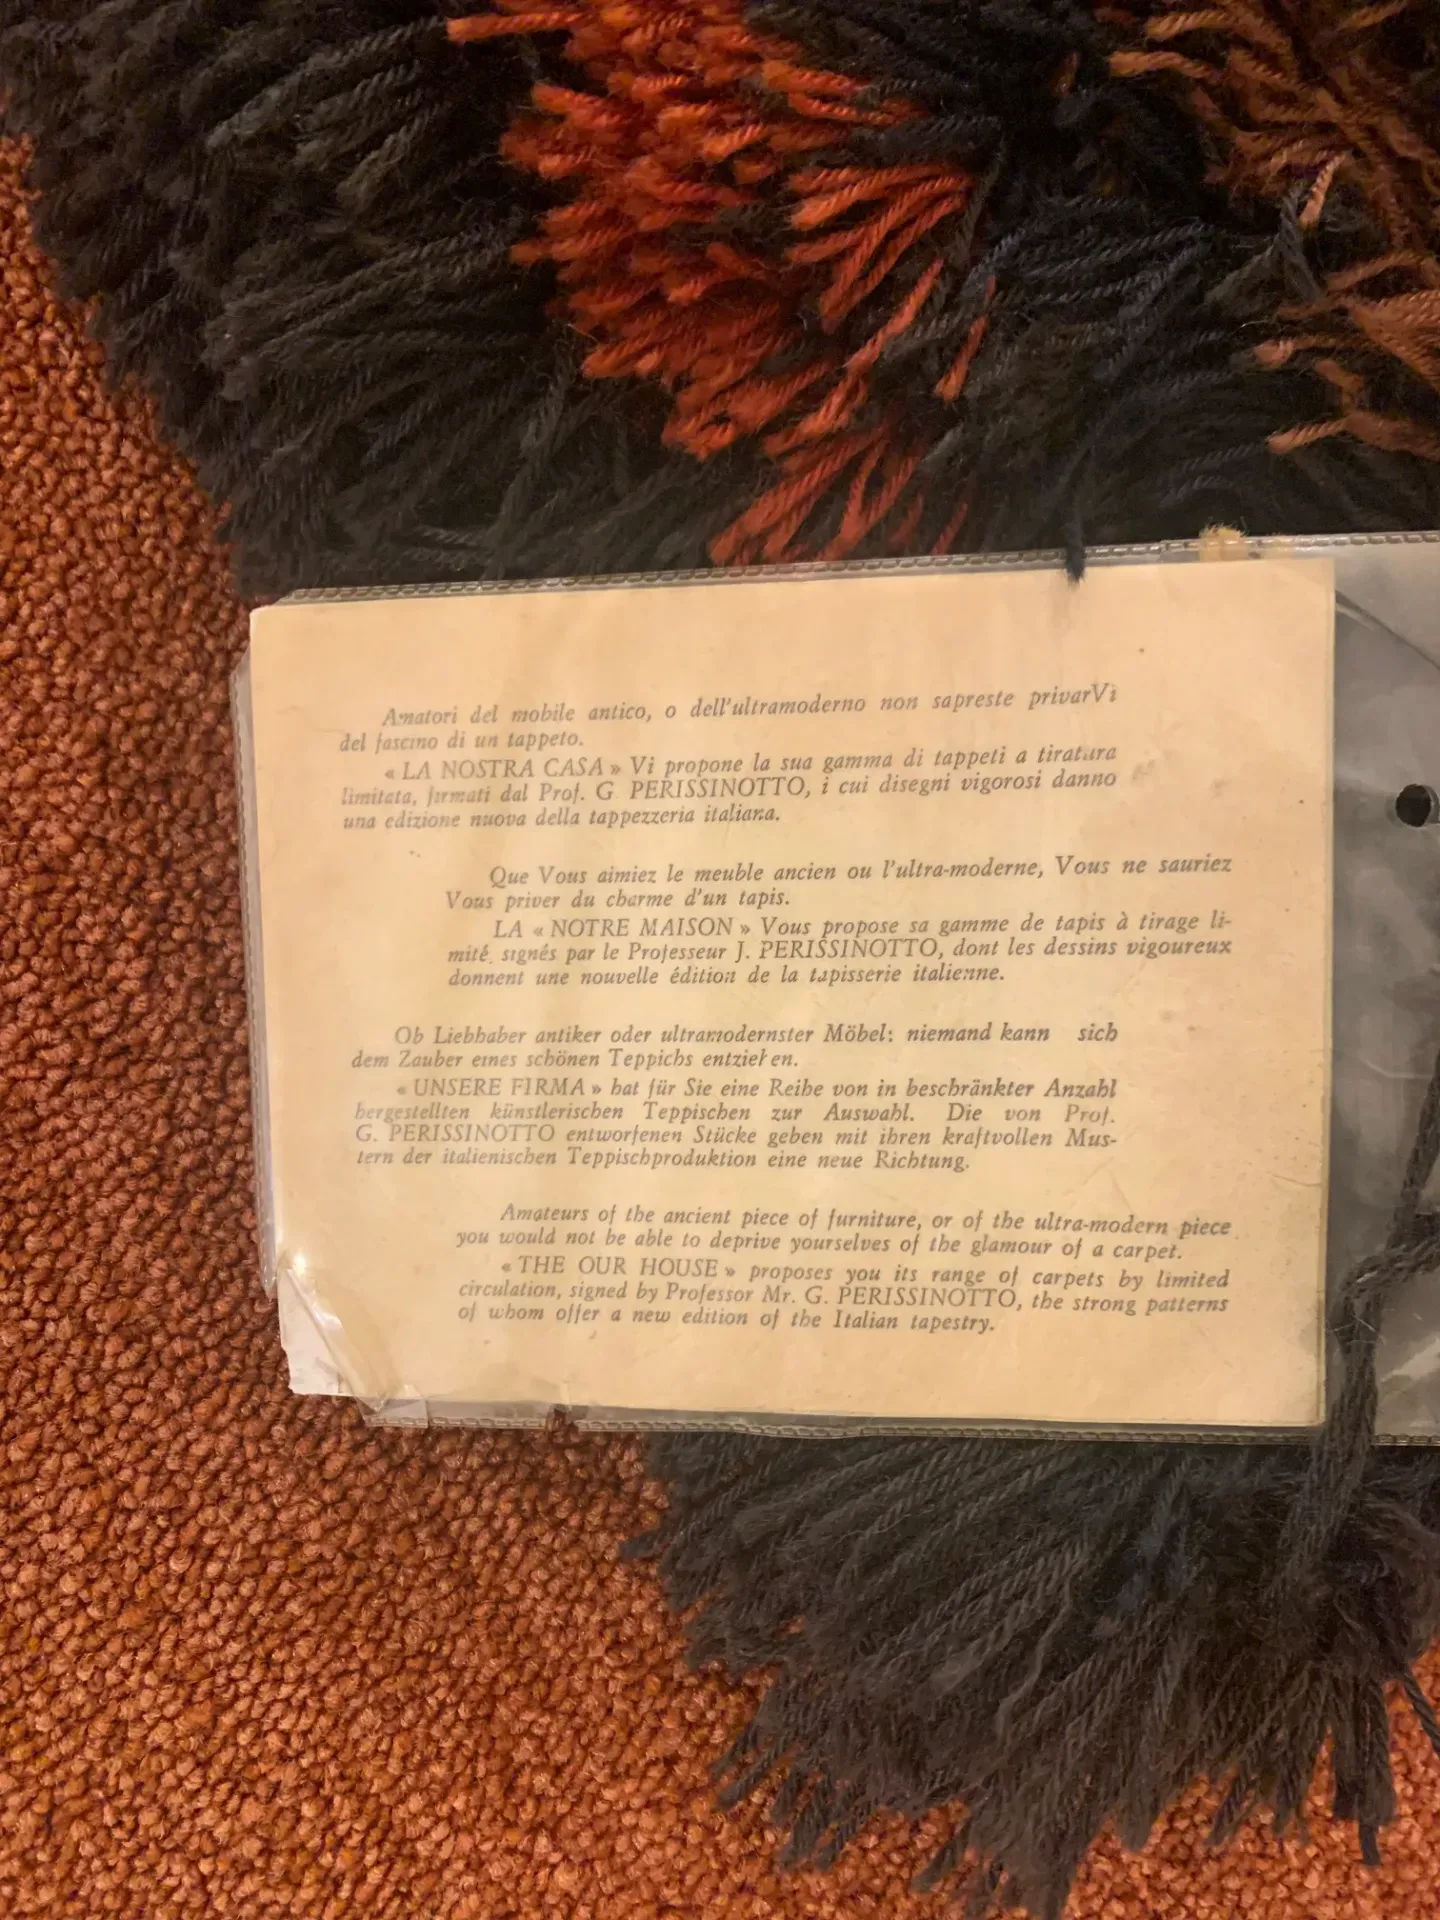 Amatori del mobile antico, o dell'ultramoderno non sapreste privarVi
del fascino di un tappeto.
« LA NOSTRA CASA » Vi propone la sua gamma di tappeti a tiratura
limitata, firmati dal Prof. G PERISSINOTTO, i cui disegni vigorosi danno
una edizione nuova della tappezzeria italiana.
Que Vous aimiez le meuble ancien ou l'ultra-moderne, Vous ne sauriez
Vous priver du charme d'un tapis.
LA « NOTRE MAISON » Vous propose sa gamme de tapis à tirage li-
mité, signés par le Professeur J. PERISSINOTTO, dont les dessins vigoureux
donnent une nouvelle édition de la tapisserie italienne.
Ob Liebhaber antiker oder ultramodernster Möbel: niemand kann sich
dem Zauber eines schönen Teppichs entziehen.
« UNSERE FIRMA » hat für Sie eine Reihe von in beschränkter Anzahl
hergestellten künstlerischen Teppischen zur Auswahl. Die von Prof.
G. PERISSINOTTO entworfenen Stücke geben mit ihren kraftvollen Mus-
tern der italienischen Teppischproduktion eine neue Richtung.
Amateurs of the ancient piece of furniture, or of the ultra-modern piece
you would not be able to deprive yourselves of the glamour of a carpet.
« THE OUR HOUSE » proposes you its range of carpets by limited
circulation, signed by Professor Mr. G. PERISSINOTTO, the strong patterns
of whom offer a new edition of the Italian tapestry.